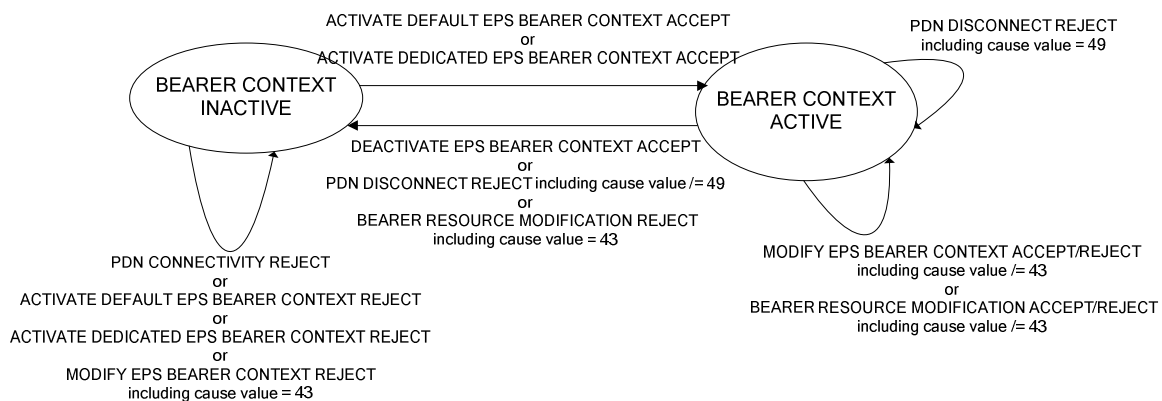 ACTIVATE DEFAULT EPS BEARER CONTEXT ACCEPT
or
ACTIVATE DEDICATED EPS BEARER CONTEXT ACCEPT
PDN DISCONNECT REJECT
including cause value = 49
BEARER CONTEXT
INACTIVE
BEARER CONTEXT
ACTIVE
DEACTIVATE EPS BEARER CONTEXT ACCEPT
or
PDN DISCONNECT REJECT including cause value /= 49
or
BEARER RESOURCE MODIFICATION REJECT
including cause value = 43
PDN CONNECTIVITY REJECT
or
ACTIVATE DEFAULT EPS BEARER CONTEXT REJECT
or
ACTIVATE DEDICATED EPS BEARER CONTEXT REJECT
or
MODIFY EPS BEARER CONTEXT REJECT
including cause value = 43
MODIFY EPS BEARER CONTEXT ACCEPT/REJECT
including cause value /= 43
or
BEARER RESOURCE MODIFICATION ACCEPT/REJECT
including cause value /= 43